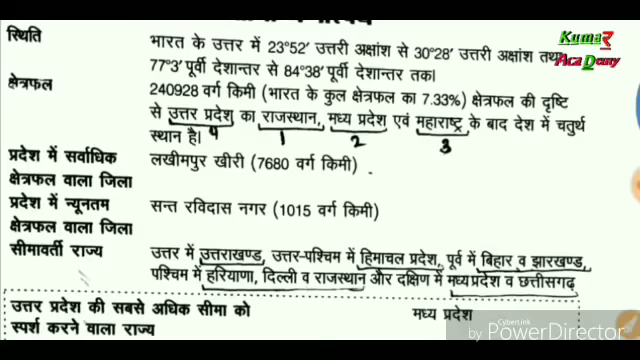 Kumar
AcaDemy
स्थिति
भारत के उत्तर में 23°52' उत्तरी अक्षांश से 30°28' उत्तरी अक्षांश तथा
77°3' पूर्वी देशान्तर से 84°38' पूर्वी देशान्तर तक।
क्षेत्रफल
240928 वर्ग किमी (भारत के कुल क्षेत्रफल का 7.33%) क्षेत्रफल की दृष्टि
से उत्तर प्रदेश का राजस्थान, मध्य प्रदेश एवं महाराष्ट्र के बाद देश में चतुर्थ
4 1 2 3
स्थान है।
प्रदेश में सर्वाधिक लखीमपुर खीरी (7680 वर्ग किमी)
क्षेत्रफल वाला जिला
प्रदेश में न्यूनतम सन्त रविदास नगर (1015 वर्ग किमी)
क्षेत्रफल वाला जिला
सीमावर्ती राज्य
उत्तर में उत्तराखण्ड, उत्तर-पश्चिम में हिमाचल प्रदेश, पूर्व में बिहार व झारखण्ड,
पश्चिम में हरियाणा, दिल्ली व राजस्थान और दक्षिण में मध्यप्रदेश व छत्तीसगढ़
उत्तर प्रदेश की सबसे अधिक सीमा को मध्य प्रदेश
स्पर्श करने वाला राज्य
CyberLink
by PowerDirector